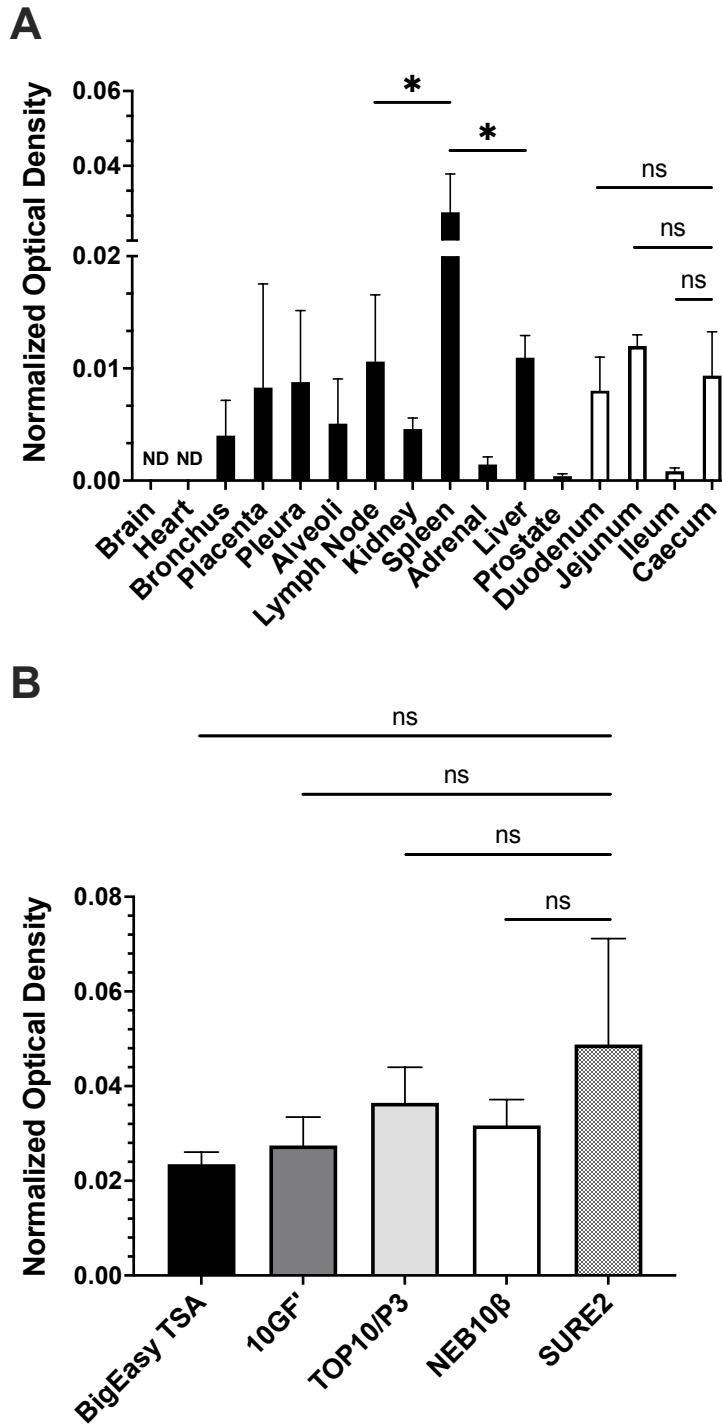 A
Normalized Optical Density
0.06
0.04
0.02
0.01
0.00
*
*
ns
ns
ns
ND ND
Brain
Heart
Bronchus
Placenta
Pleura
Alveoli
Lymph Node
Kidney
Spleen
Adrenal
Liver
Prostate
Duodenum
Jejunum
Ileum
Caecum
B
ns
ns
ns
ns
Normalized Optical Density
0.08
0.06
0.04
0.02
0.00
BigEasy TSA
10GF'
TOP10/P3
NEB10β
SURE2